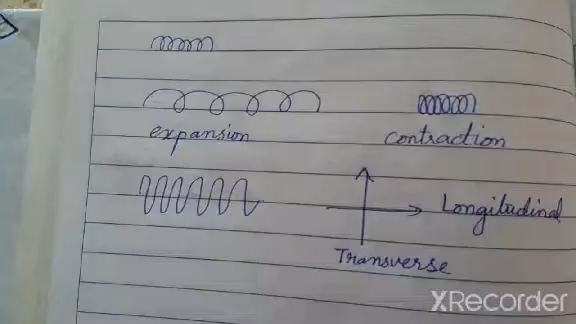 expansion
contraction
Longitudinal
Transverse
XRecorder